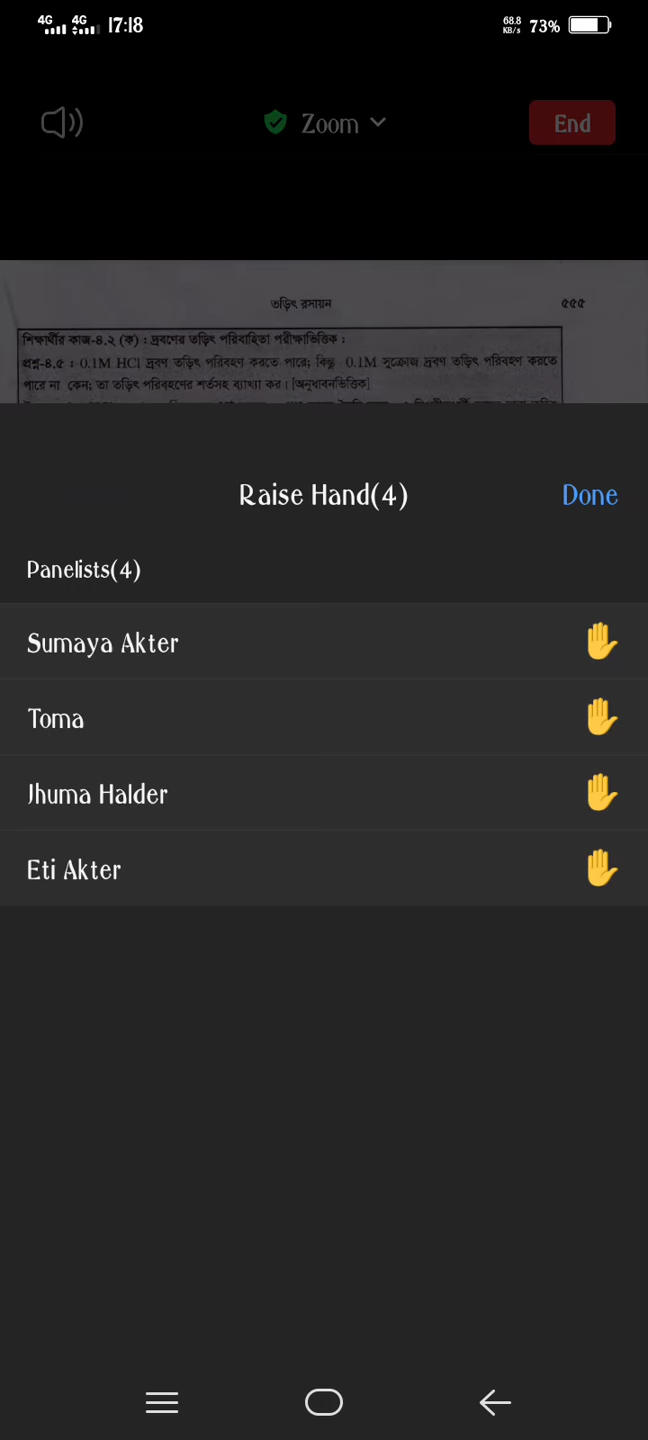 4G 4G 17:18 68.8 KB/s 73%
Zoom End
তড়িৎ রসায়ন ৫৫৫
শিক্ষার্থীর কাজ-৪.২ (ক) : দ্রবণের তড়িৎ পরিবাহিতা পরীক্ষাভিত্তিক :
প্রশ্ন-৪.৫ : 0.1M HCl দ্রবণ তড়িৎ পরিবহণ করতে পারে; কিন্তু 0.1M সুক্রোজ দ্রবণ তড়িৎ পরিবহণ করতে
পারে না কেন; তা তড়িৎ পরিবহণের শর্তসহ ব্যাখ্যা কর। [অনুধাবনভিত্তিক]
Raise Hand(4) Done
Panelists(4)
Sumaya Akter
Toma
Jhuma Halder
Eti Akter